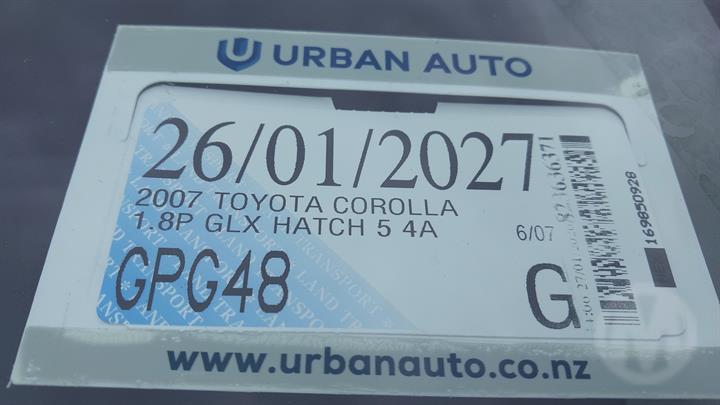 URBAN AUTO
26/01/2027
2007 TOYOTA COROLLA
1.8P GLX HATCH 5 4A
6/07
GPG48
G
169850928
www.urbanauto.co.nz